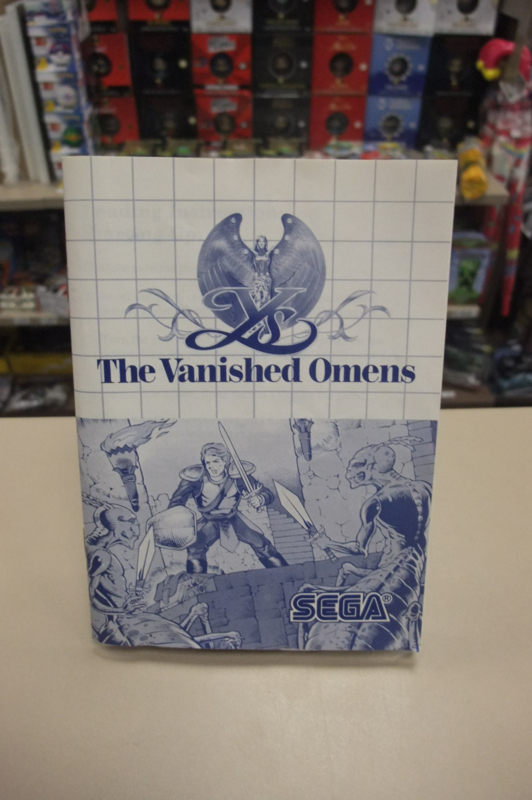 Ys
The Vanished Omens
SEGA®